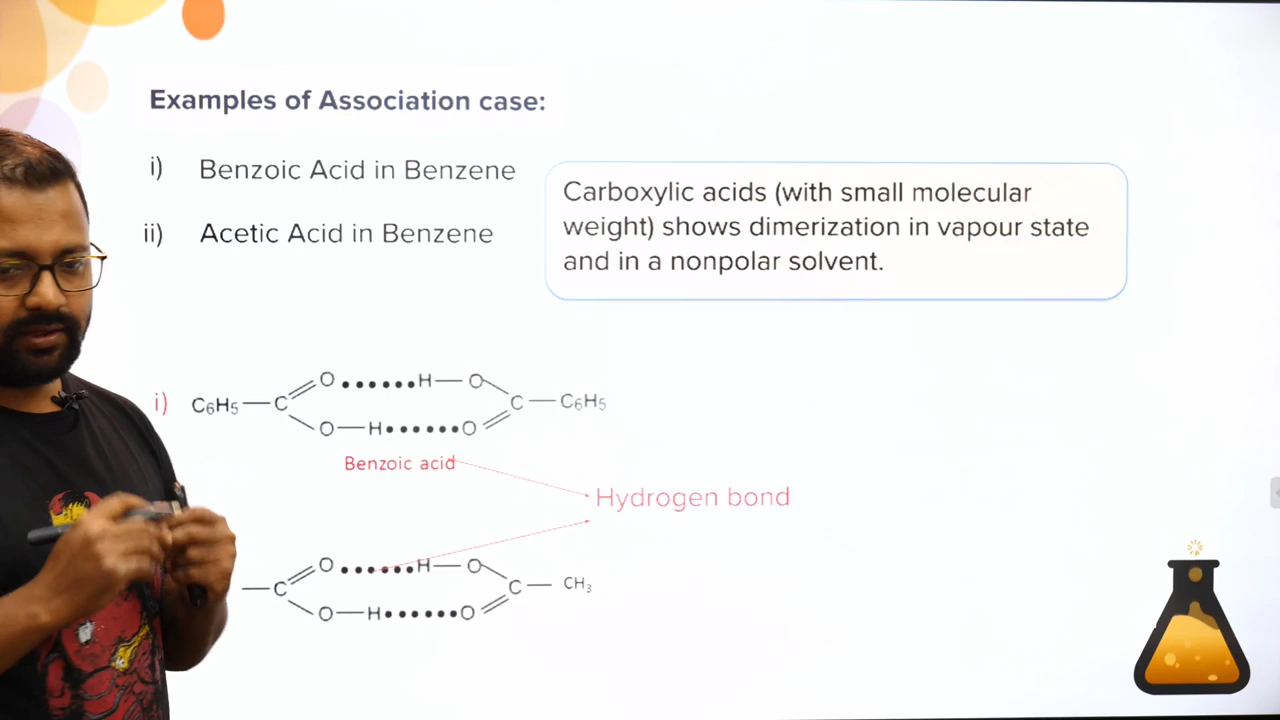 Examples of Association case:
i) Benzoic Acid in Benzene
ii) Acetic Acid in Benzene
Carboxylic acids (with small molecular
weight) shows dimerization in vapour state
and in a nonpolar solvent.
O ...... H — O
i) C₆H₅ — C C — C₆H₅
O — H ...... O
Benzoic acid
Hydrogen bond
O ...... H — O
— C C — CH₃
O — H ...... O